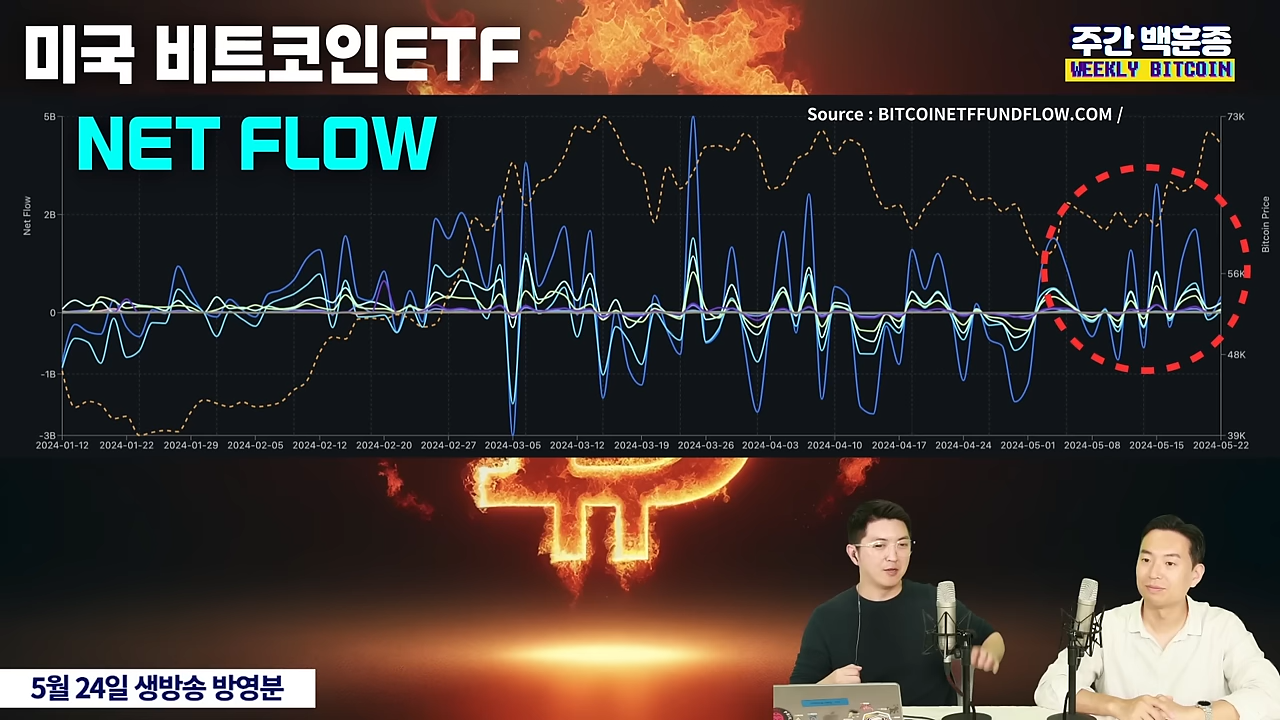 미국 비트코인ETF
주간 백훈종
WEEKLY BITCOIN
NET FLOW
Source : BITCOINETFFUNDFLOW.COM /
5B
2B
0
-1B
-3B
Net Flow
73K
56K
48K
39K
Bitcoin Price
2024-01-12 2024-01-22 2024-01-29 2024-02-05 2024-02-12 2024-02-20 2024-02-27 2024-03-05 2024-03-12 2024-03-19 2024-03-26 2024-04-03 2024-04-10 2024-04-17 2024-04-24 2024-05-01 2024-05-08 2024-05-15 2024-05-22
5월 24일 생방송 방영분